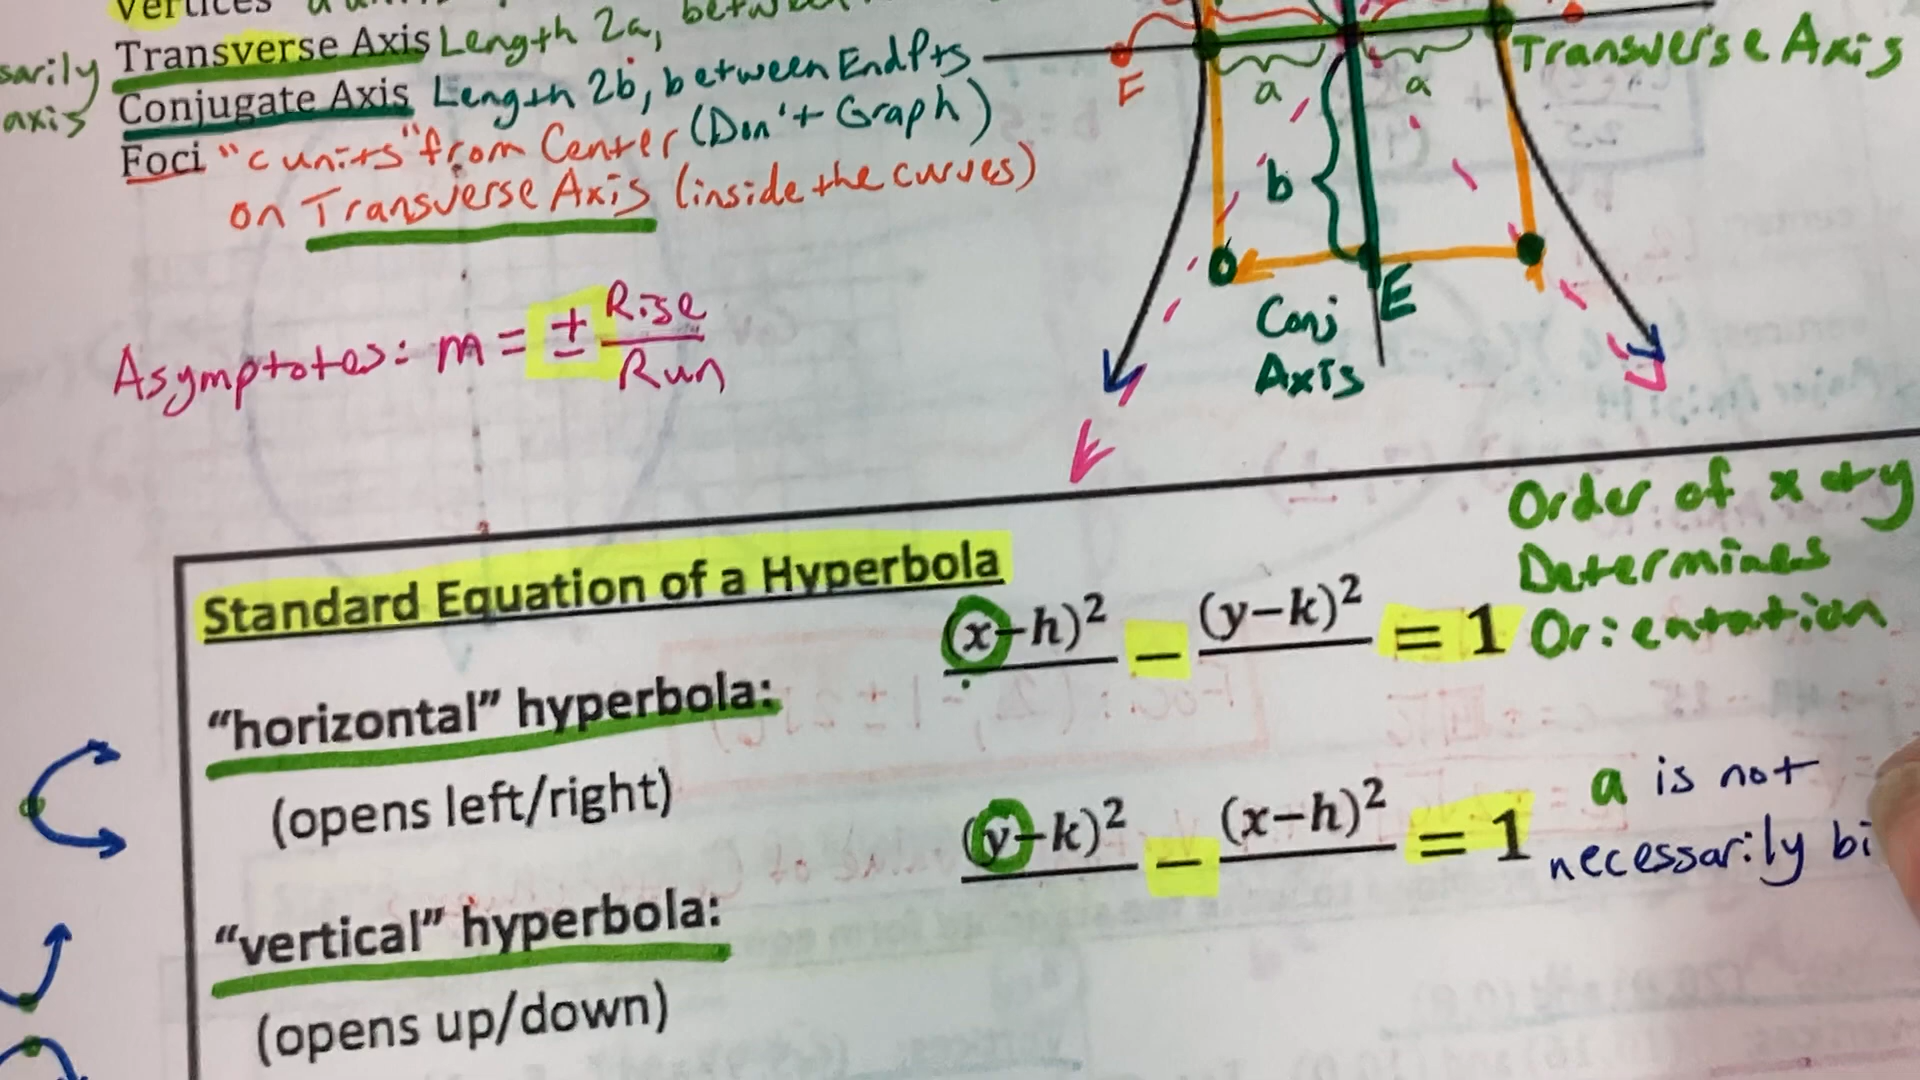 Vertices
Transverse Axis Length 2a,
sarily
axis
Conjugate Axis Length 2b, between EndPts
(Don't Graph)
Foci "c units" from Center
on Transverse Axis (inside the curves)
Asymptotes: m = ± Rise
Run
F
a
a
Transverse Axis
b
E
Conj
Axis
Order of x & y
Determines
Orientation
Standard Equation of a Hyperbola
"horizontal" hyperbola: (x−h)² − (y−k)² = 1
(opens left/right)
"vertical" hyperbola: (y−k)² − (x−h)² = 1
(opens up/down)
a is not
necessarily bi